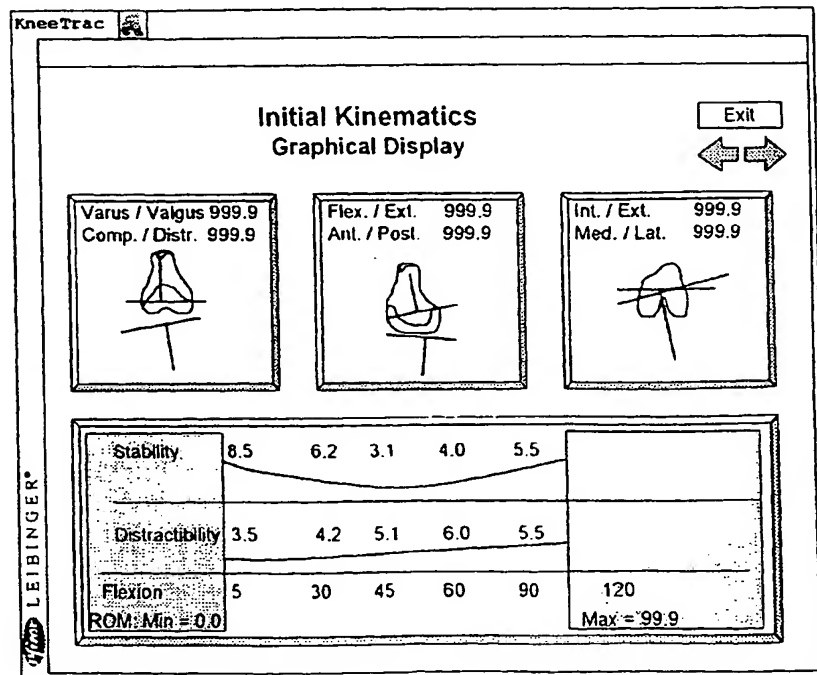 KneeTrac
Initial Kinematics
Graphical Display
Exit
Varus / Valgus 999.9
Comp. / Distr. 999.9
Flex. / Ext. 999.9
Ant. / Post. 999.9
Int. / Ext. 999.9
Med. / Lat. 999.9
Stability 8.5 6.2 3.1 4.0 5.5
Distractibility 3.5 4.2 5.1 6.0 5.5
Flexion 5 30 45 60 90 120
ROM: Min = 0.0 Max = 99.9
LEIBINGER®